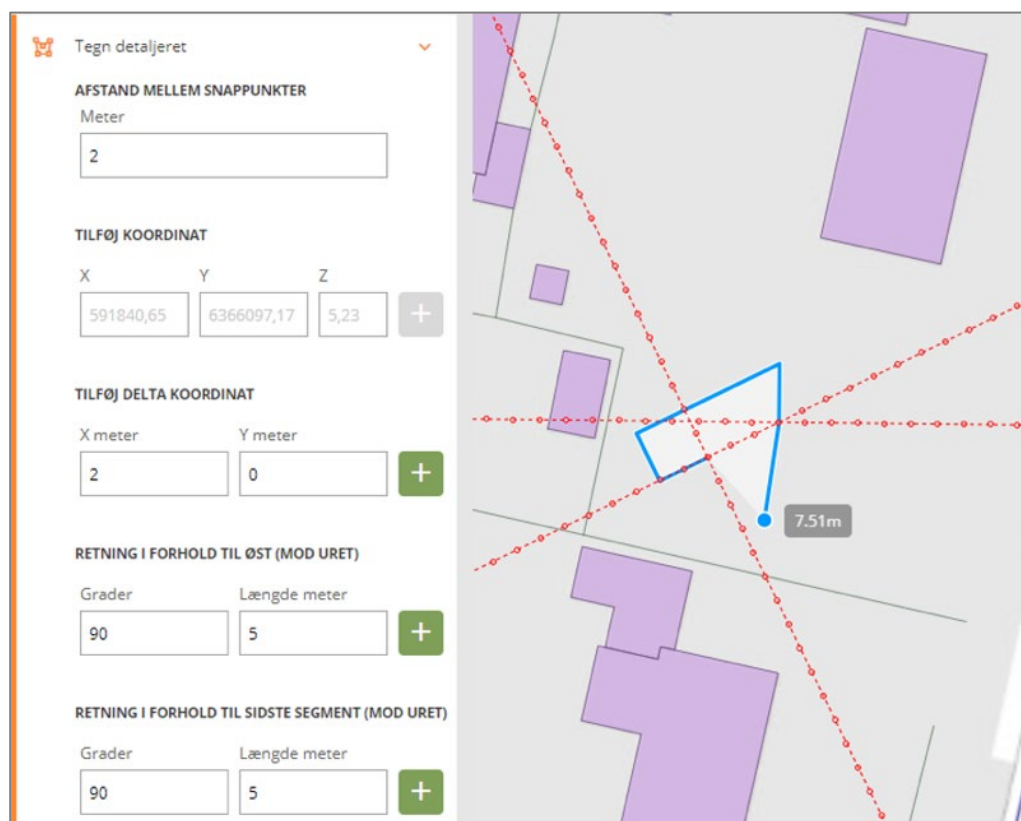 Tegn detaljeret
AFSTAND MELLEM SNAPPUNKTER
Meter
2
TILFØJ KOORDINAT
X Y Z
591840,65 6366097,17 5,23 +
TILFØJ DELTA KOORDINAT
X meter Y meter
2 0 +
RETNING I FORHOLD TIL ØST (MOD URET)
Grader Længde meter
90 5 +
RETNING I FORHOLD TIL SIDSTE SEGMENT (MOD URET)
Grader Længde meter
90 5 +
7.51m